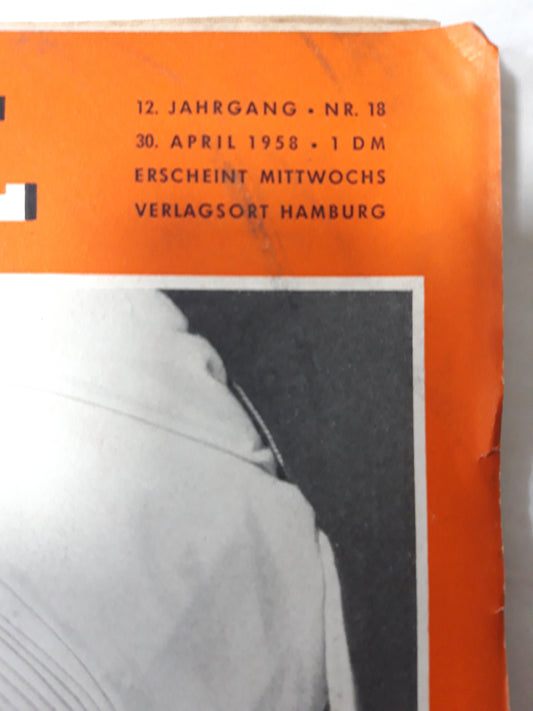 12. JAHRGANG • NR. 18
30. APRIL 1958 • 1 DM
ERSCHEINT MITTWOCHS
VERLAGSORT HAMBURG